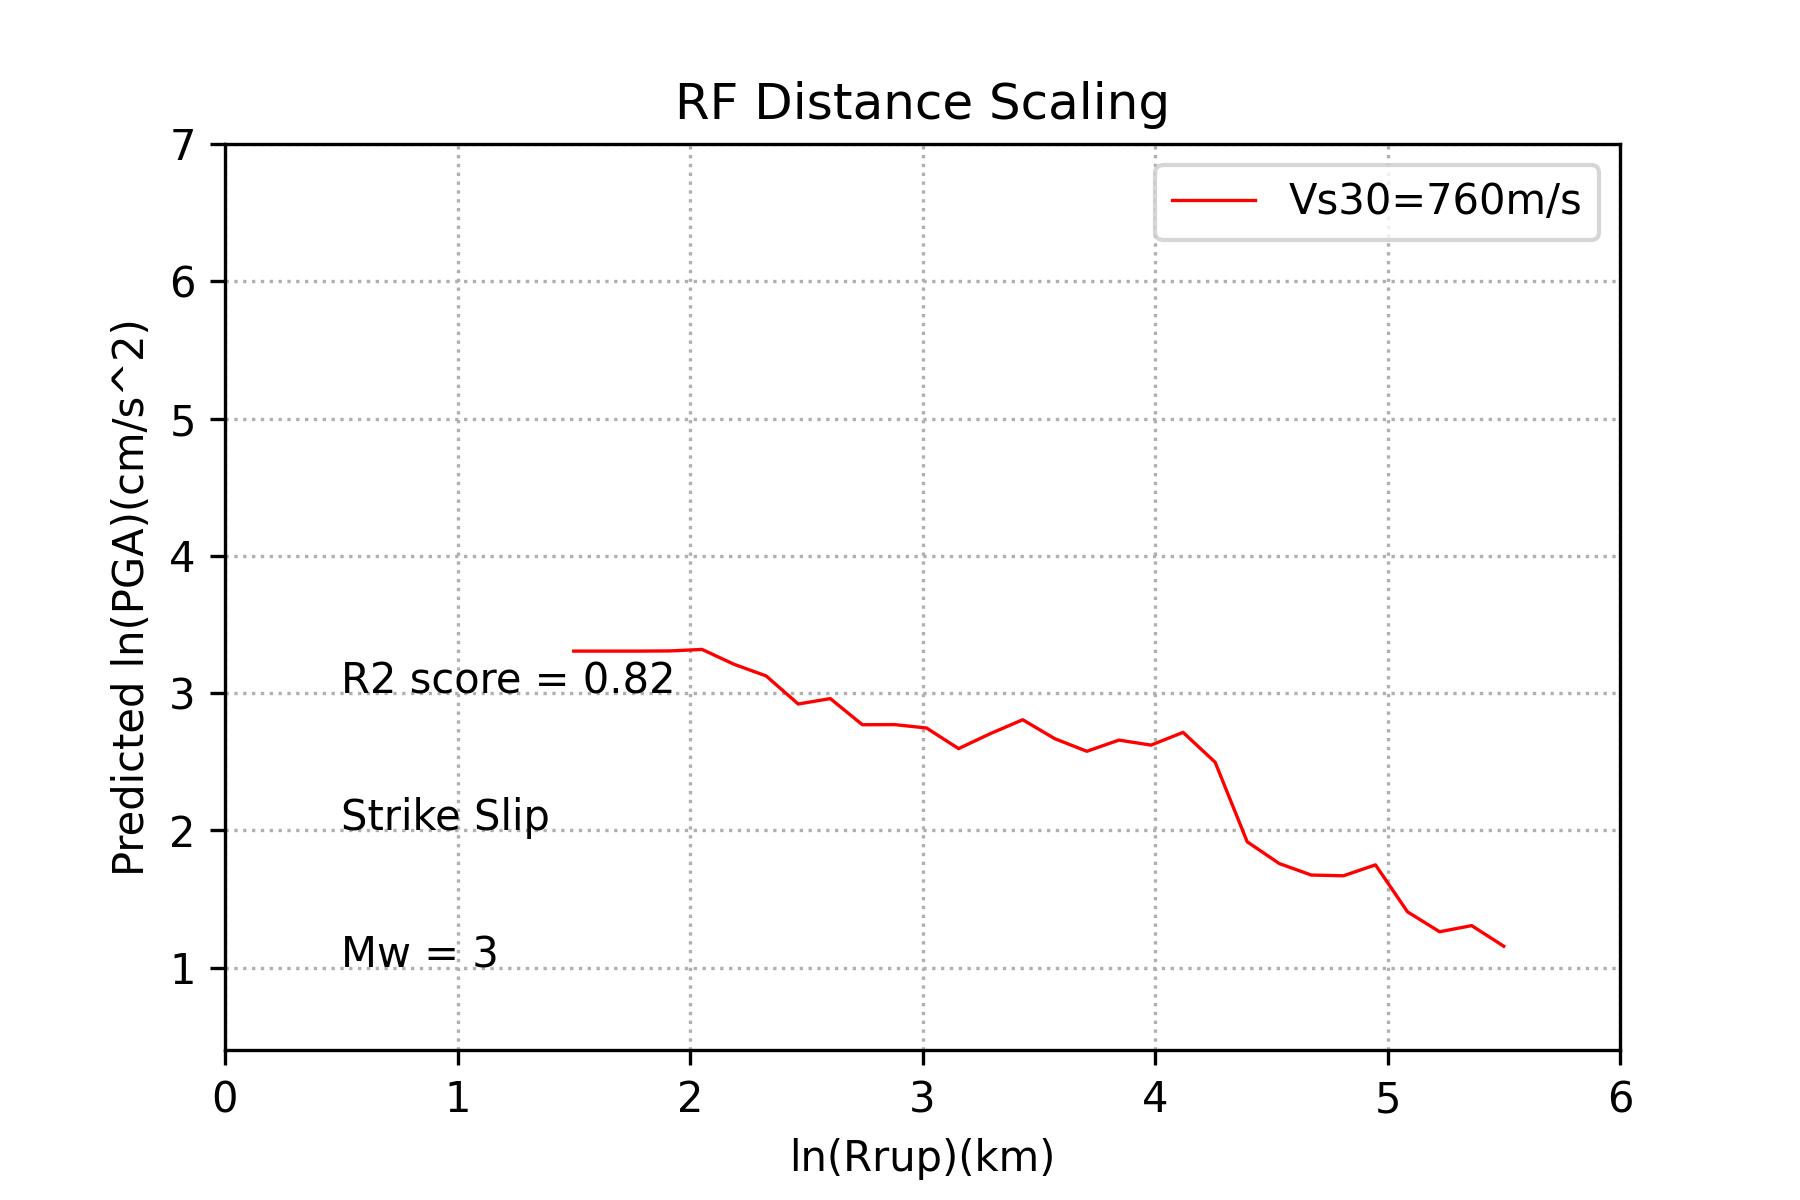 RF Distance Scaling
Predicted ln(PGA)(cm/s^2)
7
6
5
4
3
2
1
Vs30=760m/s
R2 score = 0.82
Strike Slip
Mw = 3
0 1 2 3 4 5 6
ln(Rrup)(km)